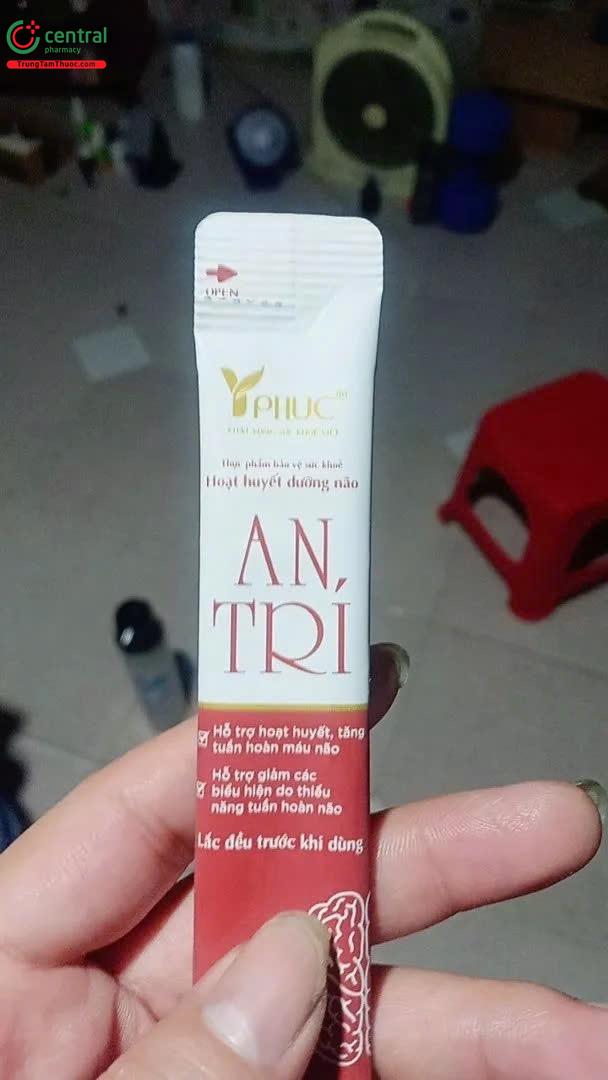 central
pharmacy
TrungTamThuoc.com
OPEN
Y PHUC
Thực phẩm bảo vệ sức khoẻ
Hoạt huyết dưỡng não
AN
TRÍ
Hỗ trợ hoạt huyết, tăng
tuần hoàn máu não
Hỗ trợ giảm các
biểu hiện do thiểu
năng tuần hoàn não
Lắc đều trước khi dùng